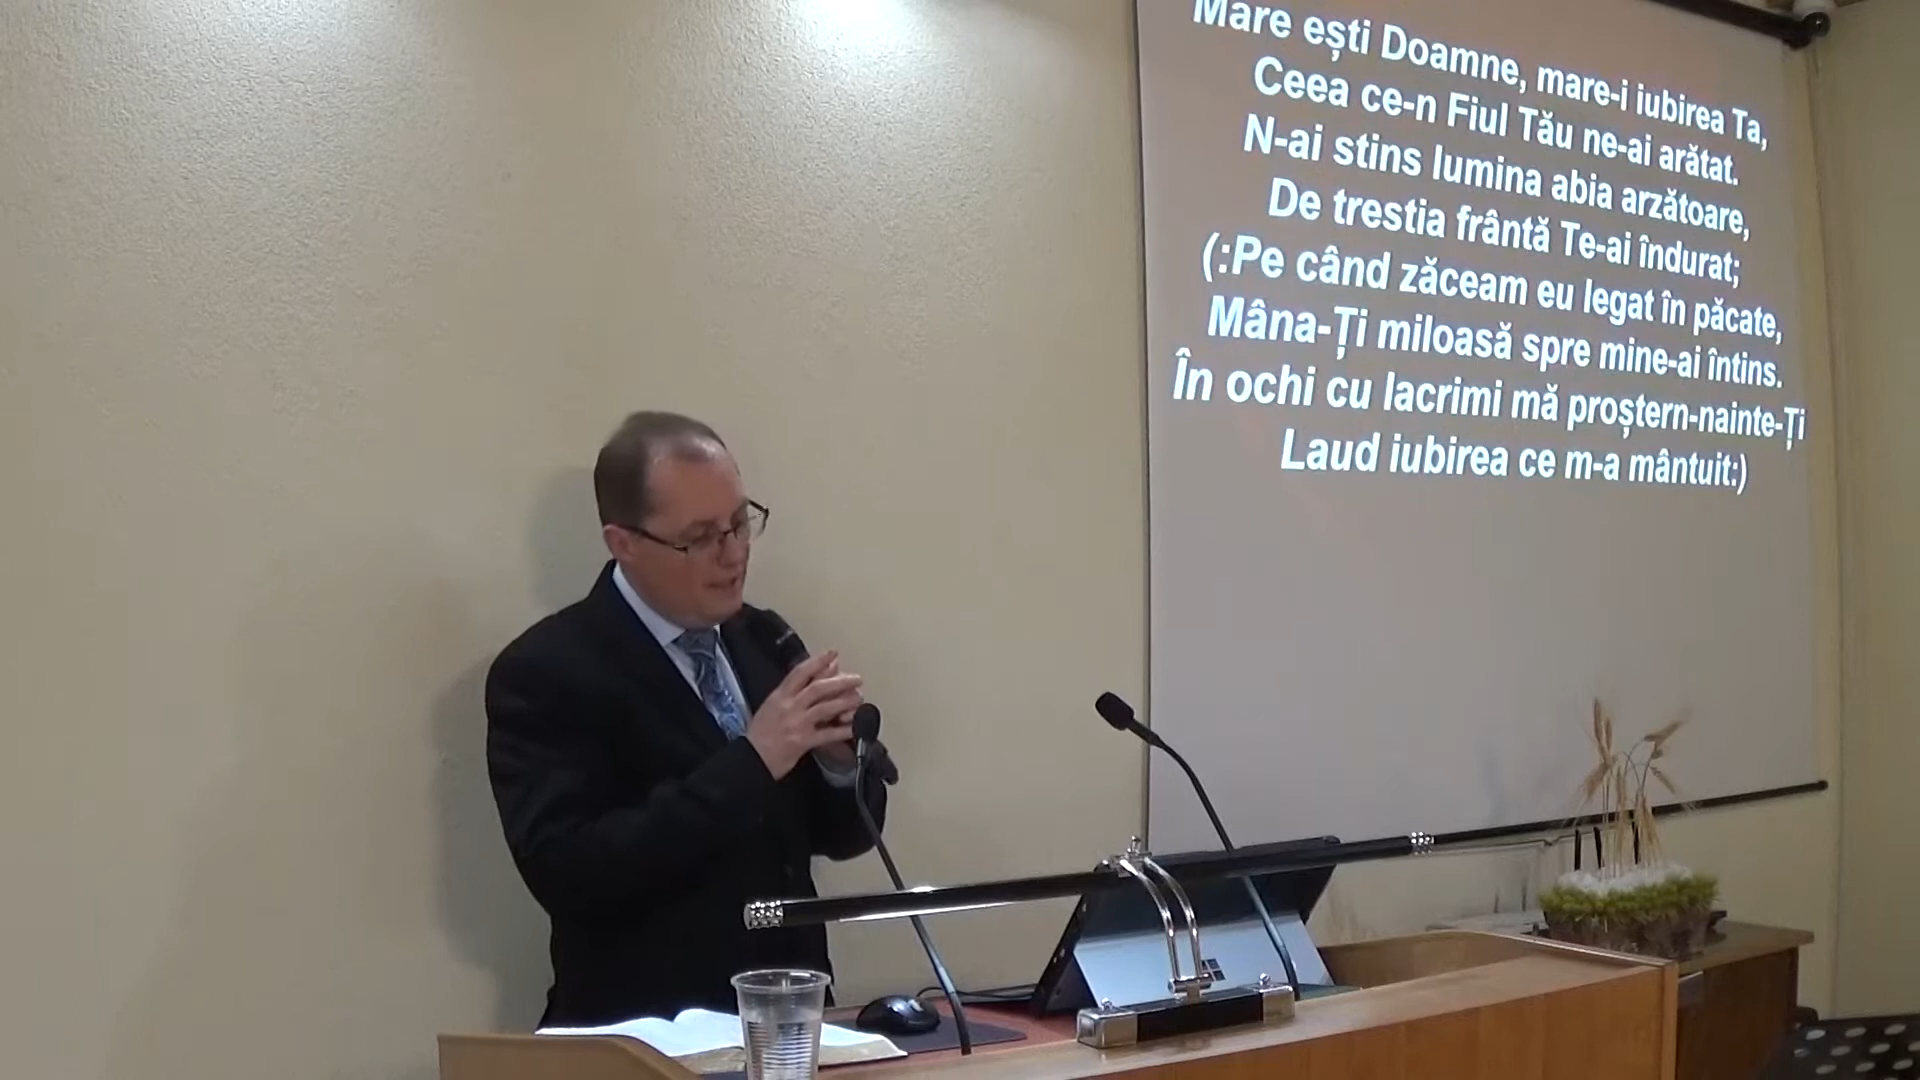 Mare ești Doamne, mare-i iubirea Ta,
Ceea ce-n Fiul Tău ne-ai arătat.
N-ai stins lumina abia arzătoare,
De trestia frântă Te-ai îndurat;
(:Pe când zăceam eu legat în păcate,
Mâna-Ți miloasă spre mine-ai întins.
În ochi cu lacrimi mă proștern-nainte-Ți
Laud iubirea ce m-a mântuit:)